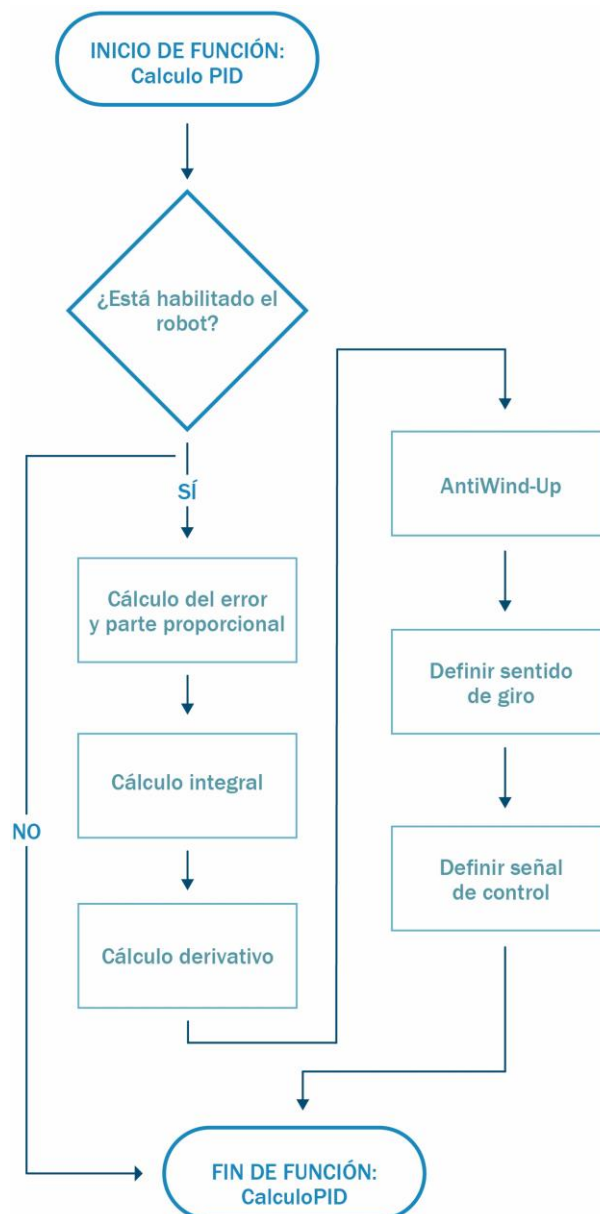 INICIO DE FUNCIÓN:
Calculo PID
¿Está habilitado el
robot?
SÍ
NO
Cálculo del error
y parte proporcional
Cálculo integral
Cálculo derivativo
AntiWind-Up
Definir sentido
de giro
Definir señal
de control
FIN DE FUNCIÓN:
CalculoPID